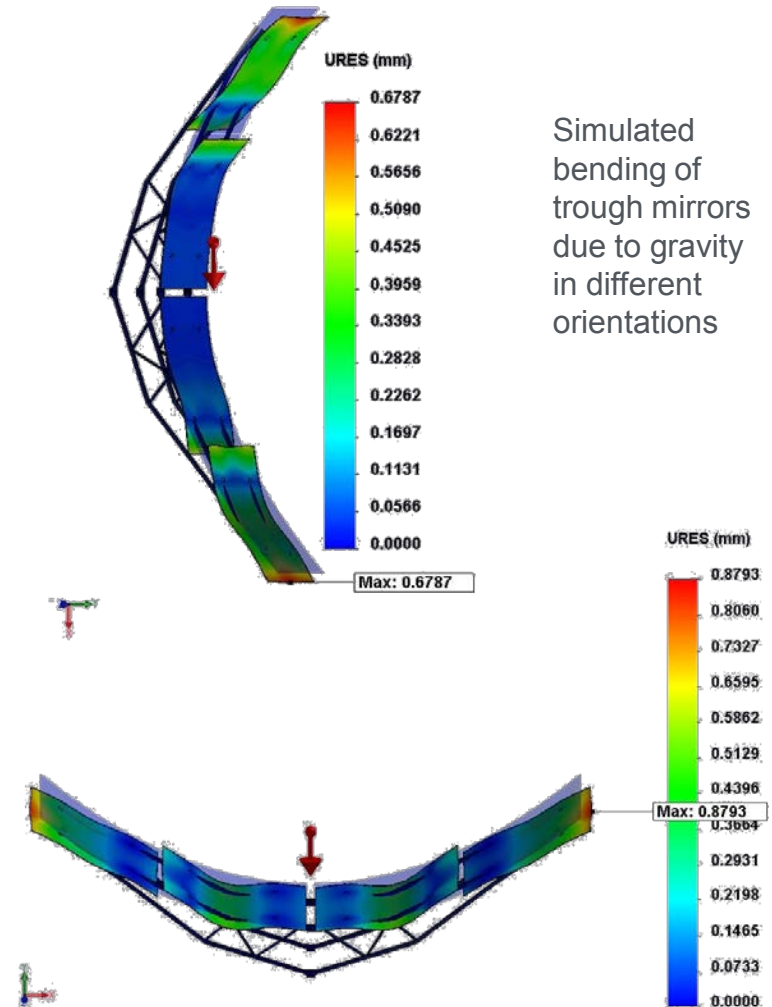 URES (mm)
0.6787
0.6221
0.5656
0.5090
0.4525
0.3959
0.3393
0.2828
0.2262
0.1697
0.1131
0.0566
0.0000
Max: 0.6787
Simulated
bending of
trough mirrors
due to gravity
in different
orientations
URES (mm)
0.8793
0.8060
0.7327
0.6595
0.5862
0.5129
0.4396
Max: 0.8793
0.3664
0.2931
0.2198
0.1465
0.0733
0.0000